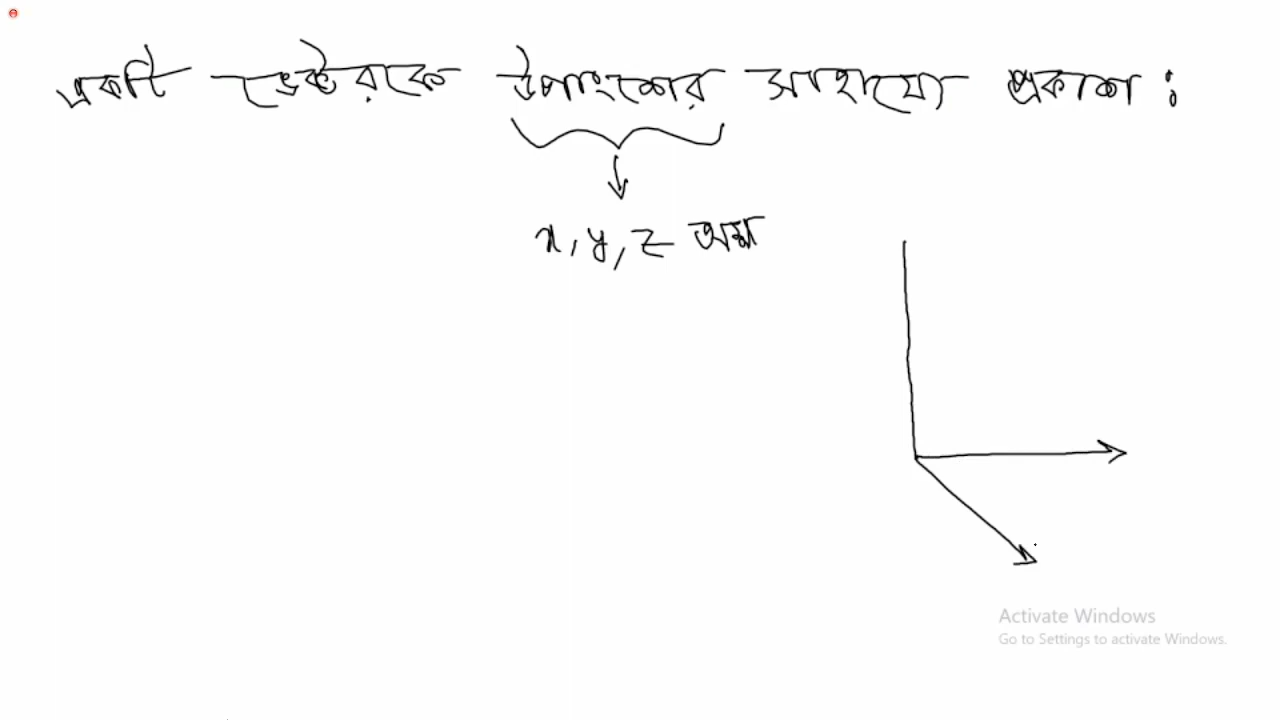 একটি ভেক্টরকে উপাংশের সাহায্যে প্রকাশ :
x, y, z অক্ষ
Activate Windows
Go to Settings to activate Windows.